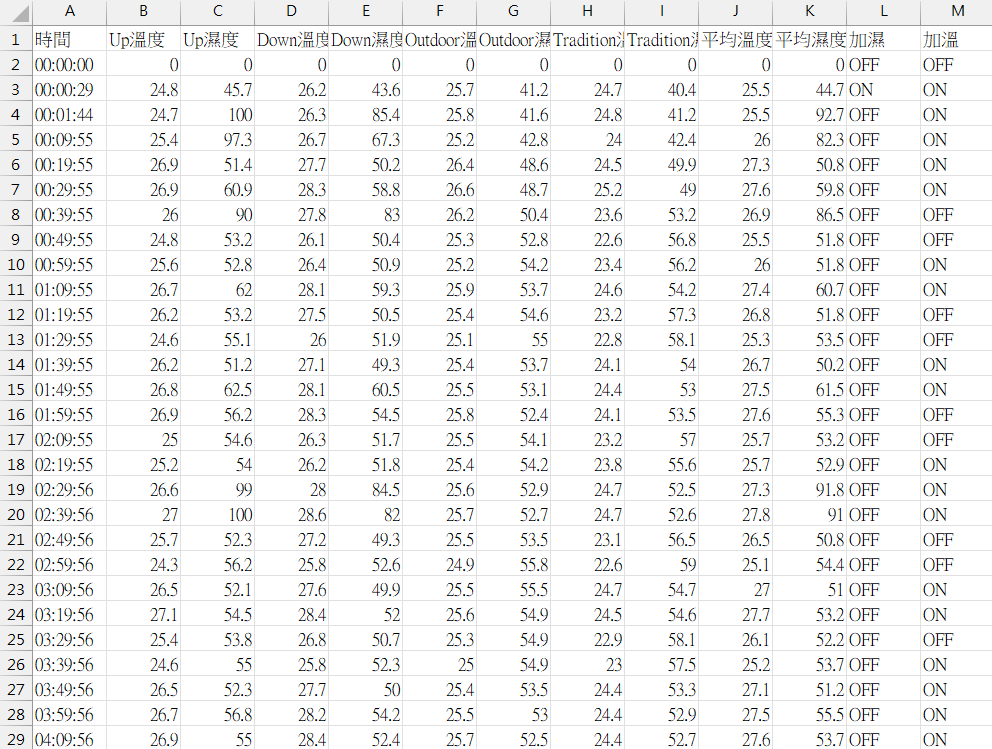 A B C D E F G H I J K L M
1 時間 Up溫度 Up濕度 Down溫度 Down濕度 Outdoor溫 Outdoor濕 Tradition Tradition 平均溫度 平均濕度 加濕 加溫
2 00:00:00 0 0 0 0 0 0 0 0 0 0 OFF OFF
3 00:00:29 24.8 45.7 26.2 43.6 25.7 41.2 24.7 40.4 25.5 44.7 ON ON
4 00:01:44 24.7 100 26.3 85.4 25.8 41.6 24.8 41.2 25.5 92.7 OFF ON
5 00:09:55 25.4 97.3 26.7 67.3 25.2 42.8 24 42.4 26 82.3 OFF ON
6 00:19:55 26.9 51.4 27.7 50.2 26.4 48.6 24.5 49.9 27.3 50.8 OFF ON
7 00:29:55 26.9 60.9 28.3 58.8 26.6 48.7 25.2 49 27.6 59.8 OFF ON
8 00:39:55 26 90 27.8 83 26.2 50.4 23.6 53.2 26.9 86.5 OFF OFF
9 00:49:55 24.8 53.2 26.1 50.4 25.3 52.8 22.6 56.8 25.5 51.8 OFF OFF
10 00:59:55 25.6 52.8 26.4 50.9 25.2 54.2 23.4 56.2 26 51.8 OFF ON
11 01:09:55 26.7 62 28.1 59.3 25.9 53.7 24.6 54.2 27.4 60.7 OFF ON
12 01:19:55 26.2 53.2 27.5 50.5 25.4 54.6 23.2 57.3 26.8 51.8 OFF OFF
13 01:29:55 24.6 55.1 26 51.9 25.1 55 22.8 58.1 25.3 53.5 OFF OFF
14 01:39:55 26.2 51.2 27.1 49.3 25.4 53.7 24.1 54 26.7 50.2 OFF ON
15 01:49:55 26.8 62.5 28.1 60.5 25.5 53.1 24.4 53 27.5 61.5 OFF ON
16 01:59:55 26.9 56.2 28.3 54.5 25.8 52.4 24.1 53.5 27.6 55.3 OFF OFF
17 02:09:55 25 54.6 26.3 51.7 25.5 54.1 23.2 57 25.7 53.2 OFF OFF
18 02:19:55 25.2 54 26.2 51.8 25.4 54.2 23.8 55.6 25.7 52.9 OFF ON
19 02:29:56 26.6 99 28 84.5 25.6 52.9 24.7 52.5 27.3 91.8 OFF ON
20 02:39:56 27 100 28.6 82 25.7 52.7 24.7 52.6 27.8 91 OFF ON
21 02:49:56 25.7 52.3 27.2 49.3 25.5 53.5 23.1 56.5 26.5 50.8 OFF OFF
22 02:59:56 24.3 56.2 25.8 52.6 24.9 55.8 22.6 59 25.1 54.4 OFF OFF
23 03:09:56 26.5 52.1 27.6 49.9 25.5 55.5 24.7 54.7 27 51 OFF ON
24 03:19:56 27.1 54.5 28.4 52 25.6 54.9 24.5 54.6 27.7 53.2 OFF ON
25 03:29:56 25.4 53.8 26.8 50.7 25.3 54.9 22.9 58.1 26.1 52.2 OFF OFF
26 03:39:56 24.6 55 25.8 52.3 25 54.9 23 57.5 25.2 53.7 OFF ON
27 03:49:56 26.5 52.3 27.7 50 25.4 53.5 24.4 53.3 27.1 51.2 OFF ON
28 03:59:56 26.7 56.8 28.2 54.2 25.5 53 24.4 52.9 27.5 55.5 OFF ON
29 04:09:56 26.9 55 28.4 52.4 25.7 52.5 24.4 52.7 27.6 53.7 OFF ON